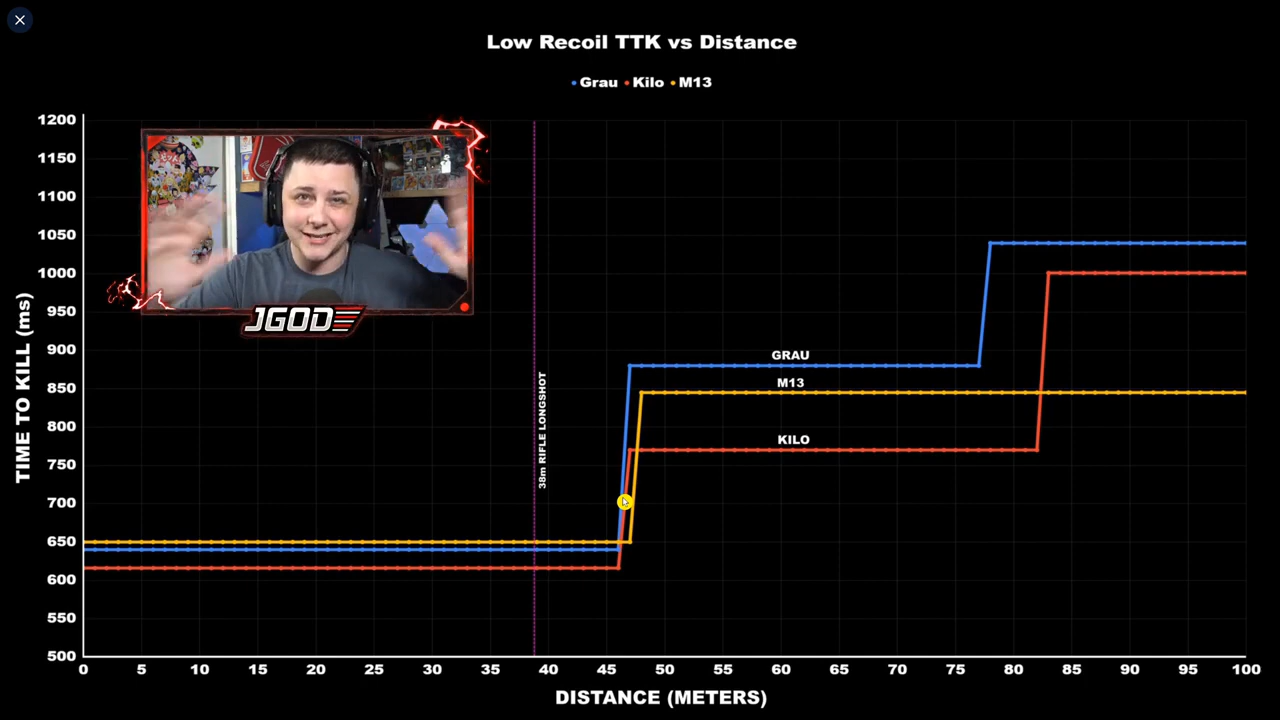 Low Recoil TTK vs Distance
Grau Kilo M13
TIME TO KILL (ms)
1200
1150
1100
1050
1000
950
900
850
800
750
700
650
600
550
500
JGOD
38m RIFLE LONGSHOT
GRAU
M13
KILO
0 5 10 15 20 25 30 35 40 45 50 55 60 65 70 75 80 85 90 95 100
DISTANCE (METERS)